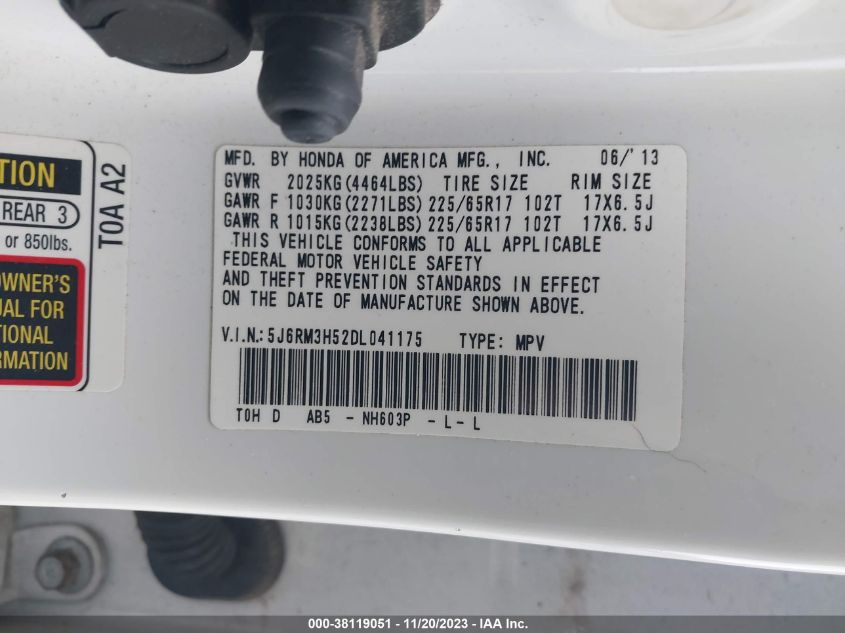 TION
REAR 3
or 850lbs.
OWNER'S
UAL FOR
TIONAL
RMATION
T0A A2
MFD. BY HONDA OF AMERICA MFG., INC. 06/'13
GVWR 2025KG(4464LBS) TIRE SIZE RIM SIZE
GAWR F 1030KG(2271LBS) 225/65R17 102T 17X6.5J
GAWR R 1015KG(2238LBS) 225/65R17 102T 17X6.5J
THIS VEHICLE CONFORMS TO ALL APPLICABLE
FEDERAL MOTOR VEHICLE SAFETY
AND THEFT PREVENTION STANDARDS IN EFFECT
ON THE DATE OF MANUFACTURE SHOWN ABOVE.
V.I.N.:5J6RM3H52DL041175 TYPE: MPV
T0H D AB5 - NH603P - L- L
000-38119051 - 11/20/2023 - IAA Inc.